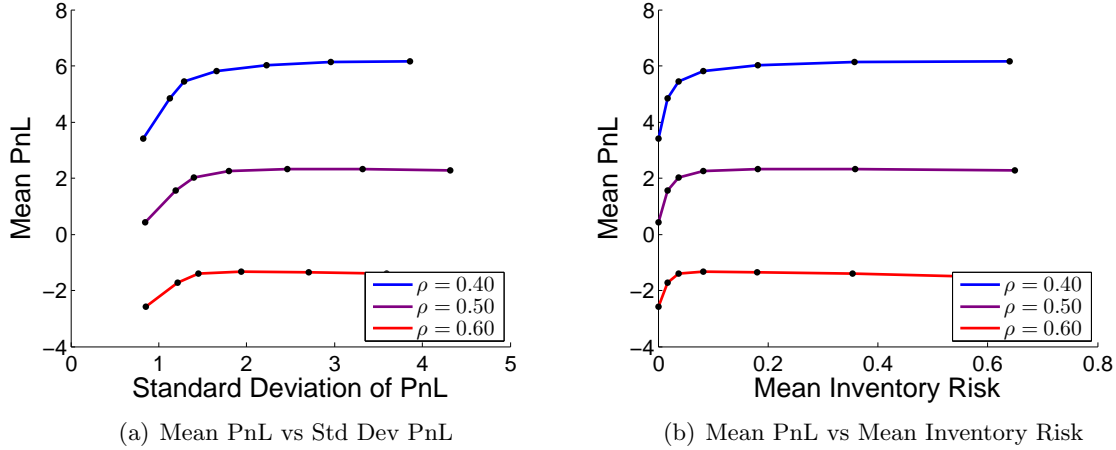 8
6
4
2
0
−2
−4
0
1
2
3
4
5
Mean PnL
Standard Deviation of PnL
ρ = 0.40
ρ = 0.50
ρ = 0.60
(a) Mean PnL vs Std Dev PnL
8
6
4
2
0
−2
−4
0
0.2
0.4
0.6
0.8
Mean PnL
Mean Inventory Risk
ρ = 0.40
ρ = 0.50
ρ = 0.60
(b) Mean PnL vs Mean Inventory Risk